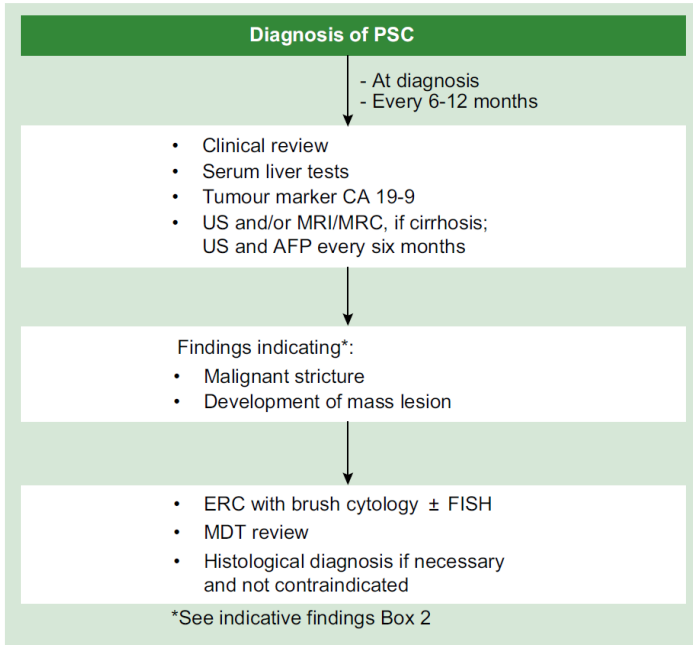 Diagnosis of PSC
- At diagnosis
- Every 6-12 months
• Clinical review
• Serum liver tests
• Tumour marker CA 19-9
• US and/or MRI/MRC, if cirrhosis;
US and AFP every six months
Findings indicating*:
• Malignant stricture
• Development of mass lesion
• ERC with brush cytology ± FISH
• MDT review
• Histological diagnosis if necessary
and not contraindicated
*See indicative findings Box 2